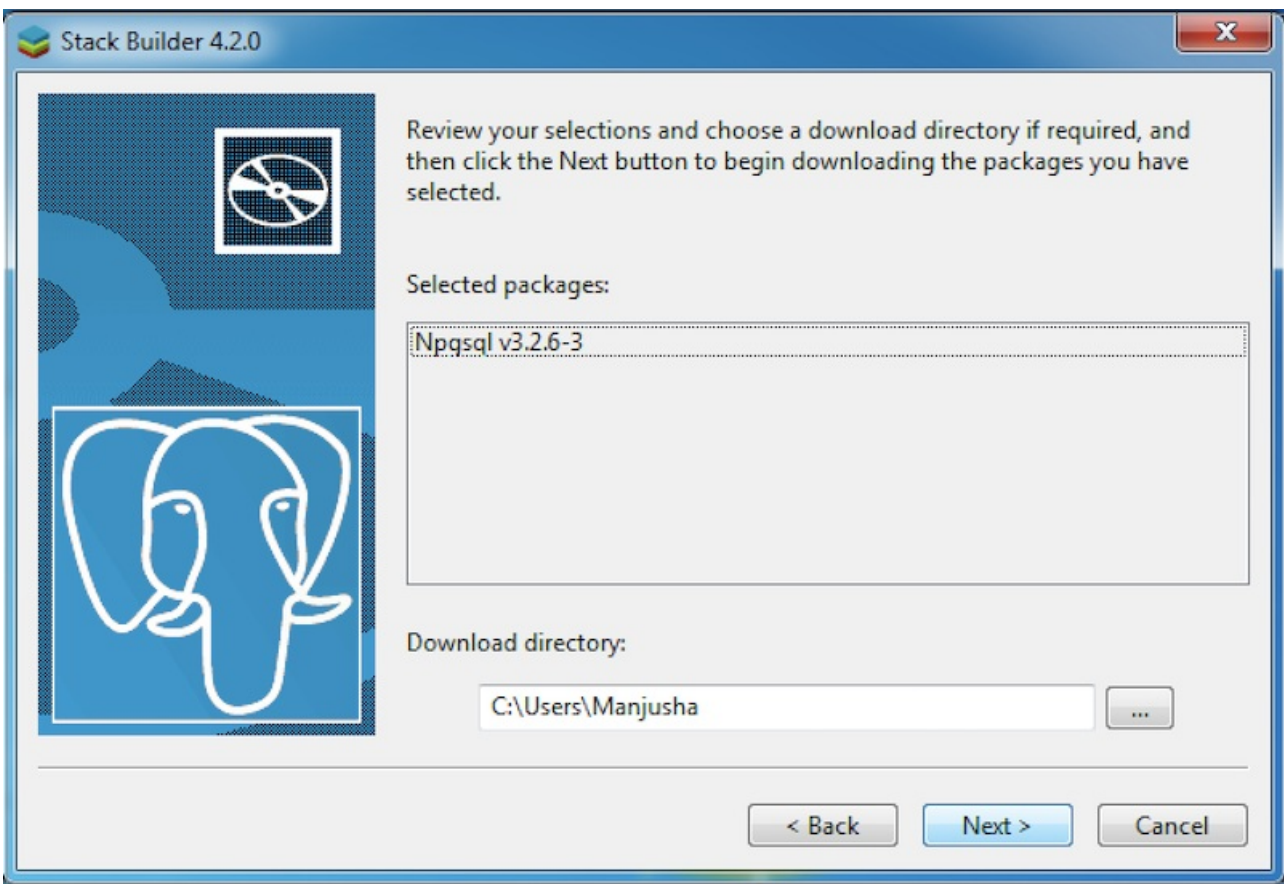 Stack Builder 4.2.0
Review your selections and choose a download directory if required, and
then click the Next button to begin downloading the packages you have
selected.
Selected packages:
Npgsql v3.2.6-3
Download directory:
C:\Users\Manjusha
...
< Back
Next >
Cancel